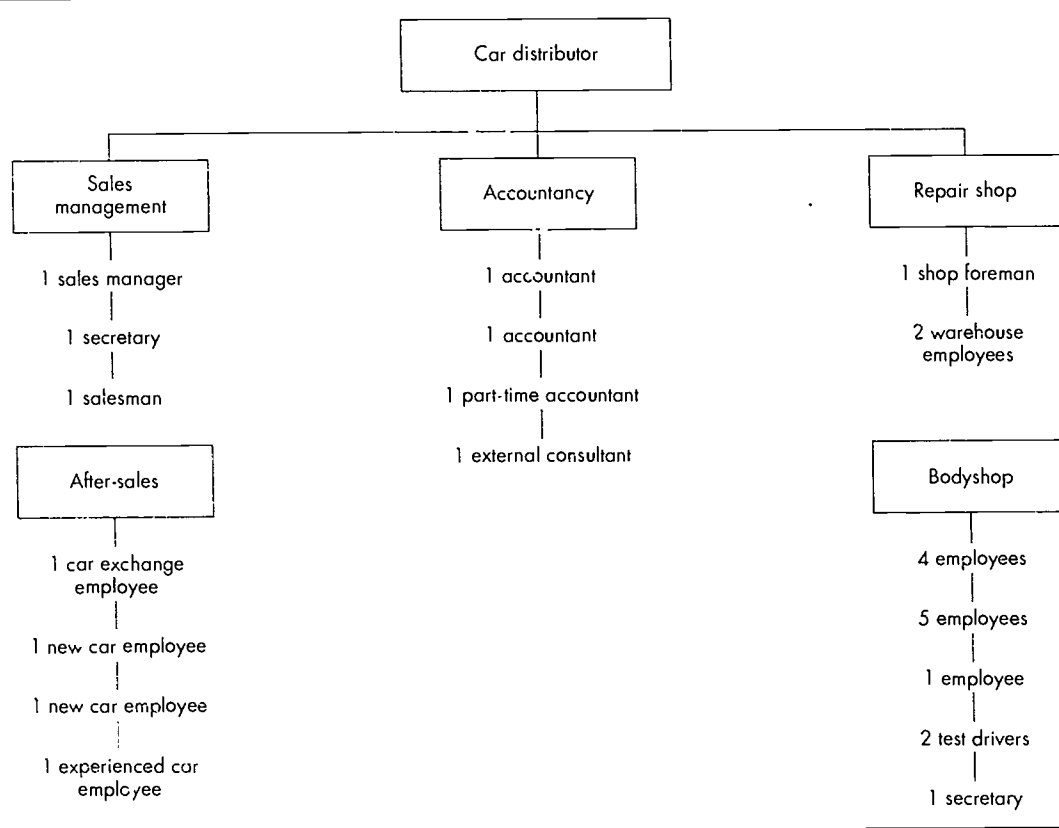 Car distributor
Sales
management
1 sales manager
1 secretary
1 salesman
After-sales
1 car exchange
employee
1 new car employee
1 new car employee
1 experienced car
employee
Accountancy
1 accountant
1 accountant
1 part-time accountant
1 external consultant
Repair shop
1 shop foreman
2 warehouse
employees
Bodyshop
4 employees
5 employees
1 employee
2 test drivers
1 secretary